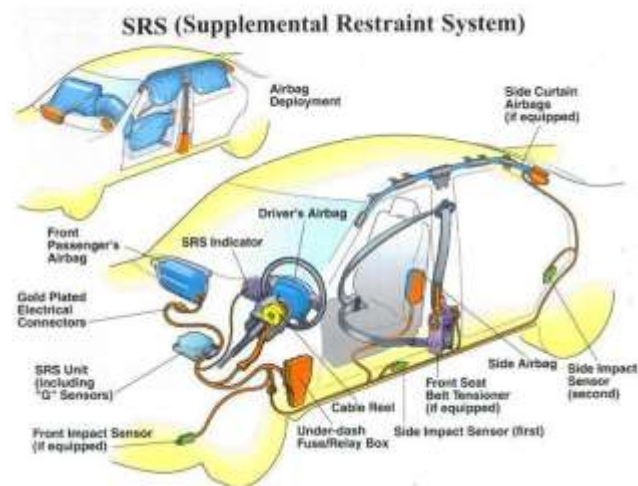 SRS (Supplemental Restraint System)
Airbag
Deployment
Side Curtain
Airbags
(if equipped)
Driver's Airbag
Front
Passenger's
Airbag
SRS Indicator
Gold Plated
Electrical
Connectors
SRS Unit
(including
"G" Sensors)
Side Airbag
Side Impact
Sensor
(second)
Front Seat
Belt Tensioner
(if equipped)
Cable Reel
Front Impact Sensor
(if equipped)
Under-dash
Fuse/Relay Box
Side Impact Sensor (first)